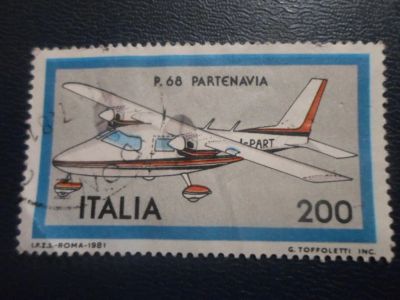 P. 68 PARTENAVIA
I-PART
ITALIA 200
I.P.Z.S.-ROMA-1981 G. TOFFOLETTI INC.